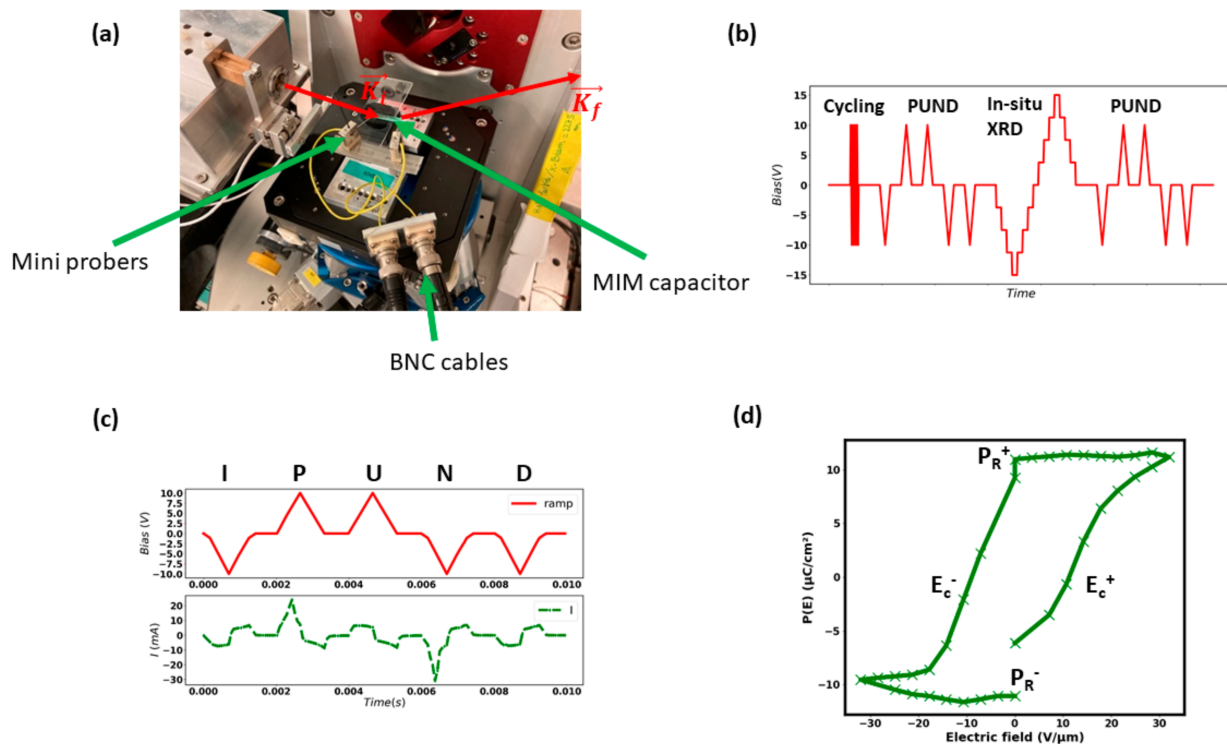 (a)
K_i
K_f
Mini probers
MIM capacitor
BNC cables
(b)
Cycling PUND In-situ XRD PUND
15
10
5
0
−5
−10
−15
Bias(V)
Time
(c)
I P U N D
10.0
7.5
5.0
2.5
0.0
−2.5
−5.0
−7.5
−10.0
Bias (V)
ramp
0.000 0.002 0.004 0.006 0.008 0.010
20
10
0
−10
−20
−30
I (mA)
I
0.000 0.002 0.004 0.006 0.008 0.010
Time(s)
(d)
P_R^+
E_c^- E_c^+
P_R^-
10
5
0
−5
−10
P(E) (μC/cm²)
−30 −20 −10 0 10 20 30
Electric field (V/μm)